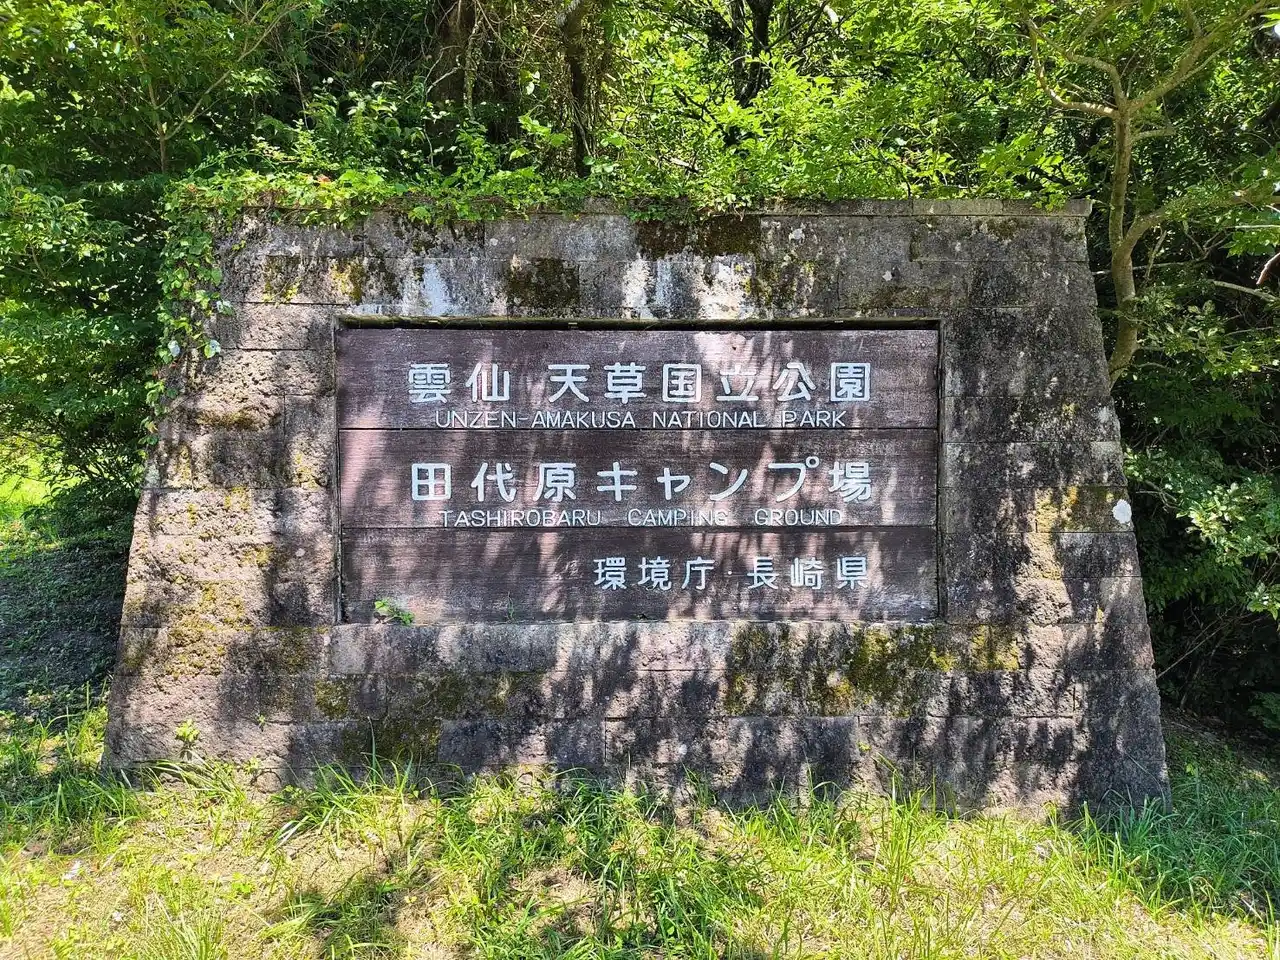 雲仙 天草国立公園
UNZEN-AMAKUSA NATIONAL PARK
田代原キャンプ場
TASHIROBARU CAMPING GROUND
環境庁・長崎県